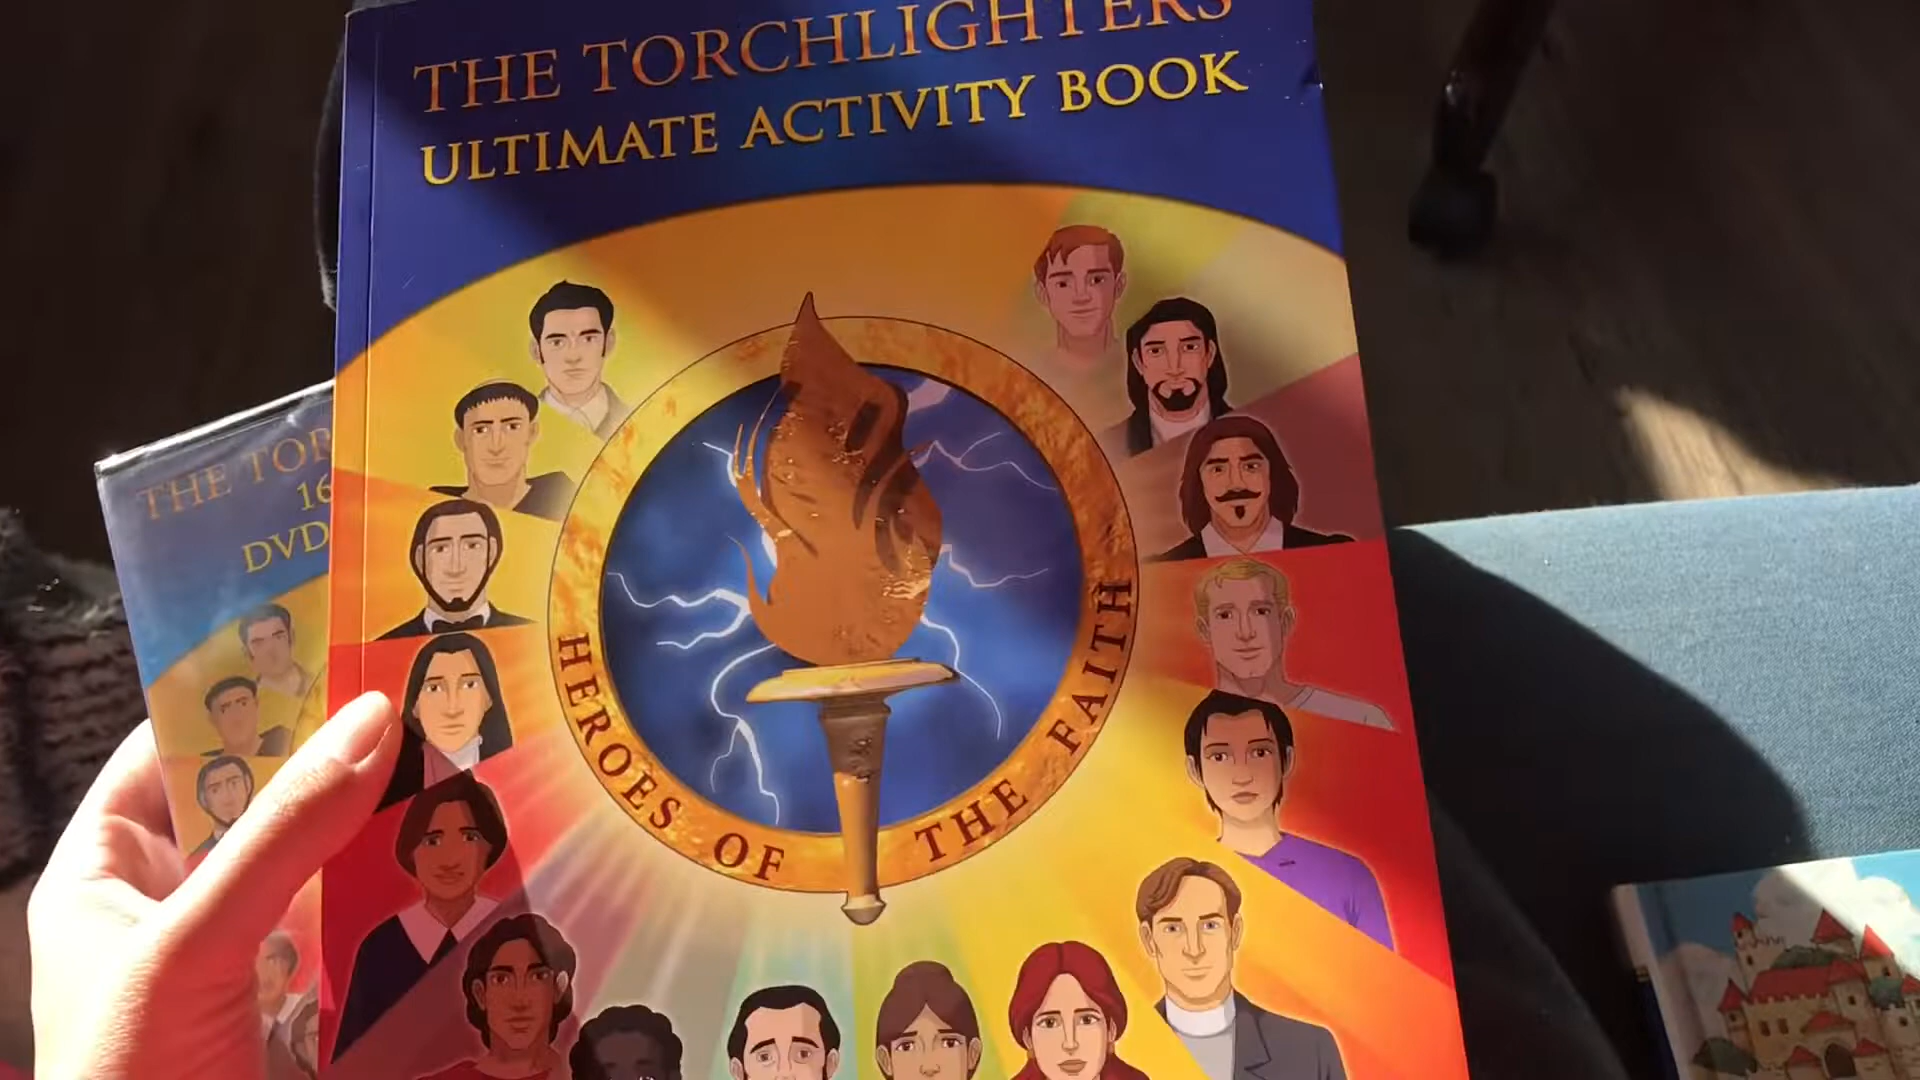 THE TORCHLIGHTERS
ULTIMATE ACTIVITY BOOK
HEROES OF THE FAITH
THE TOR
16
DVD